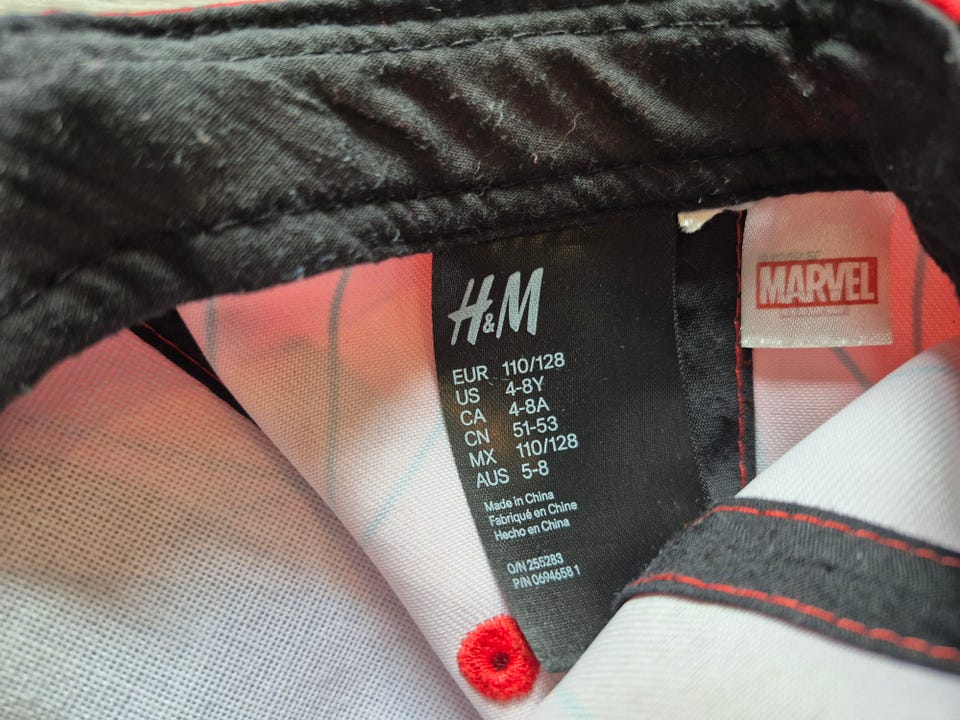 H&M
EUR 110/128
US 4-8Y
CA 4-8A
CN 51-53
MX 110/128
AUS 5-8
Made in China
Fabriqué en Chine
Hecho en China
O/N 255283
P/N 0694658 1
MARVEL